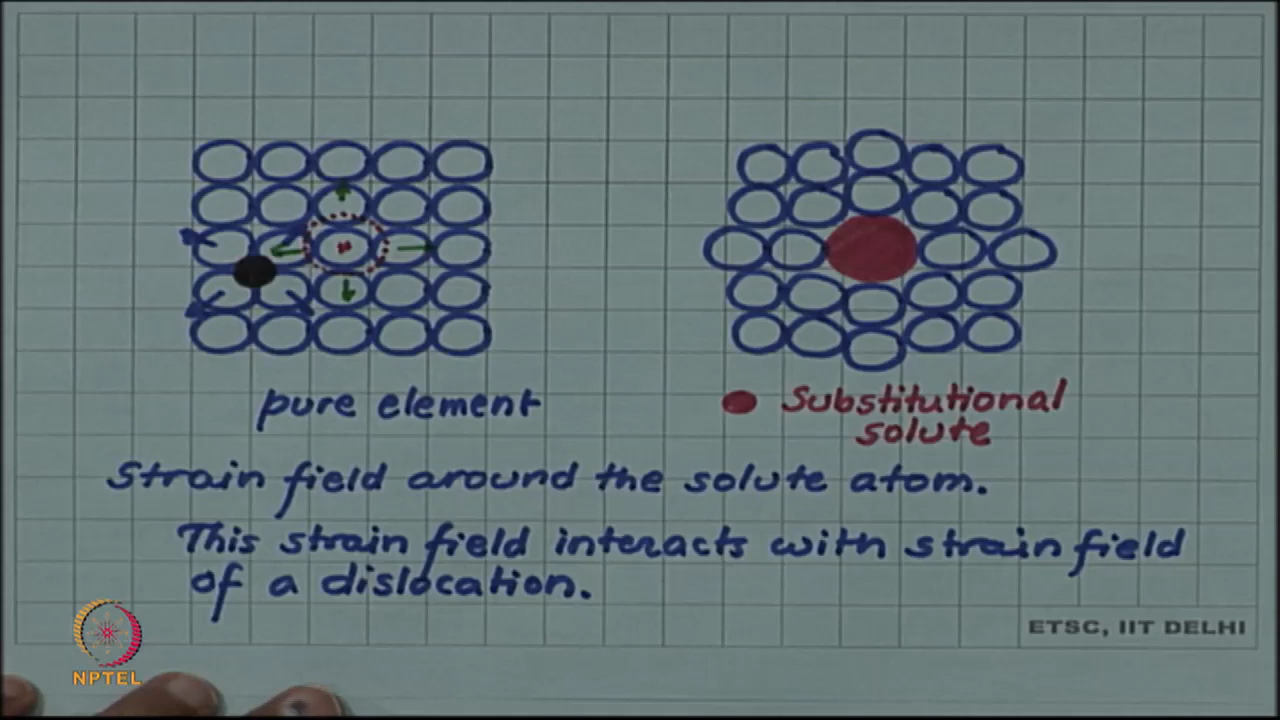 pure element
Substitutional
solute
Strain field around the solute atom.
This strain field interacts with strain field
of a dislocation.
ETSC, IIT DELHI
NPTEL